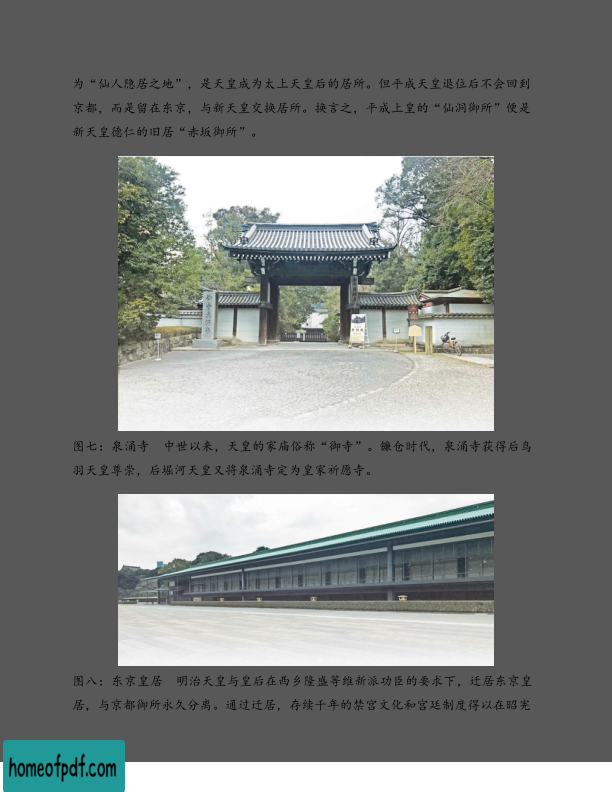 为“仙人隐居之地”，是天皇成为太上天皇后的居所。但平成天皇退位后不会回到
京都，而是留在东京，与新天皇交换居所。换言之，平成上皇的“仙洞御所”便是
新天皇德仁的旧居“赤坂御所”。
图七：泉涌寺　中世以来，天皇的家庙俗称“御寺”。镰仓时代，泉涌寺获得后鸟
羽天皇尊崇，后堀河天皇又将泉涌寺定为皇家祈愿寺。
图八：东京皇居　明治天皇与皇后在西乡隆盛等维新派功臣的要求下，迁居东京皇
居，与京都御所永久分离。通过迁居，存续千年的禁宫文化和宫廷制度得以在昭宪
homeofpdf.com